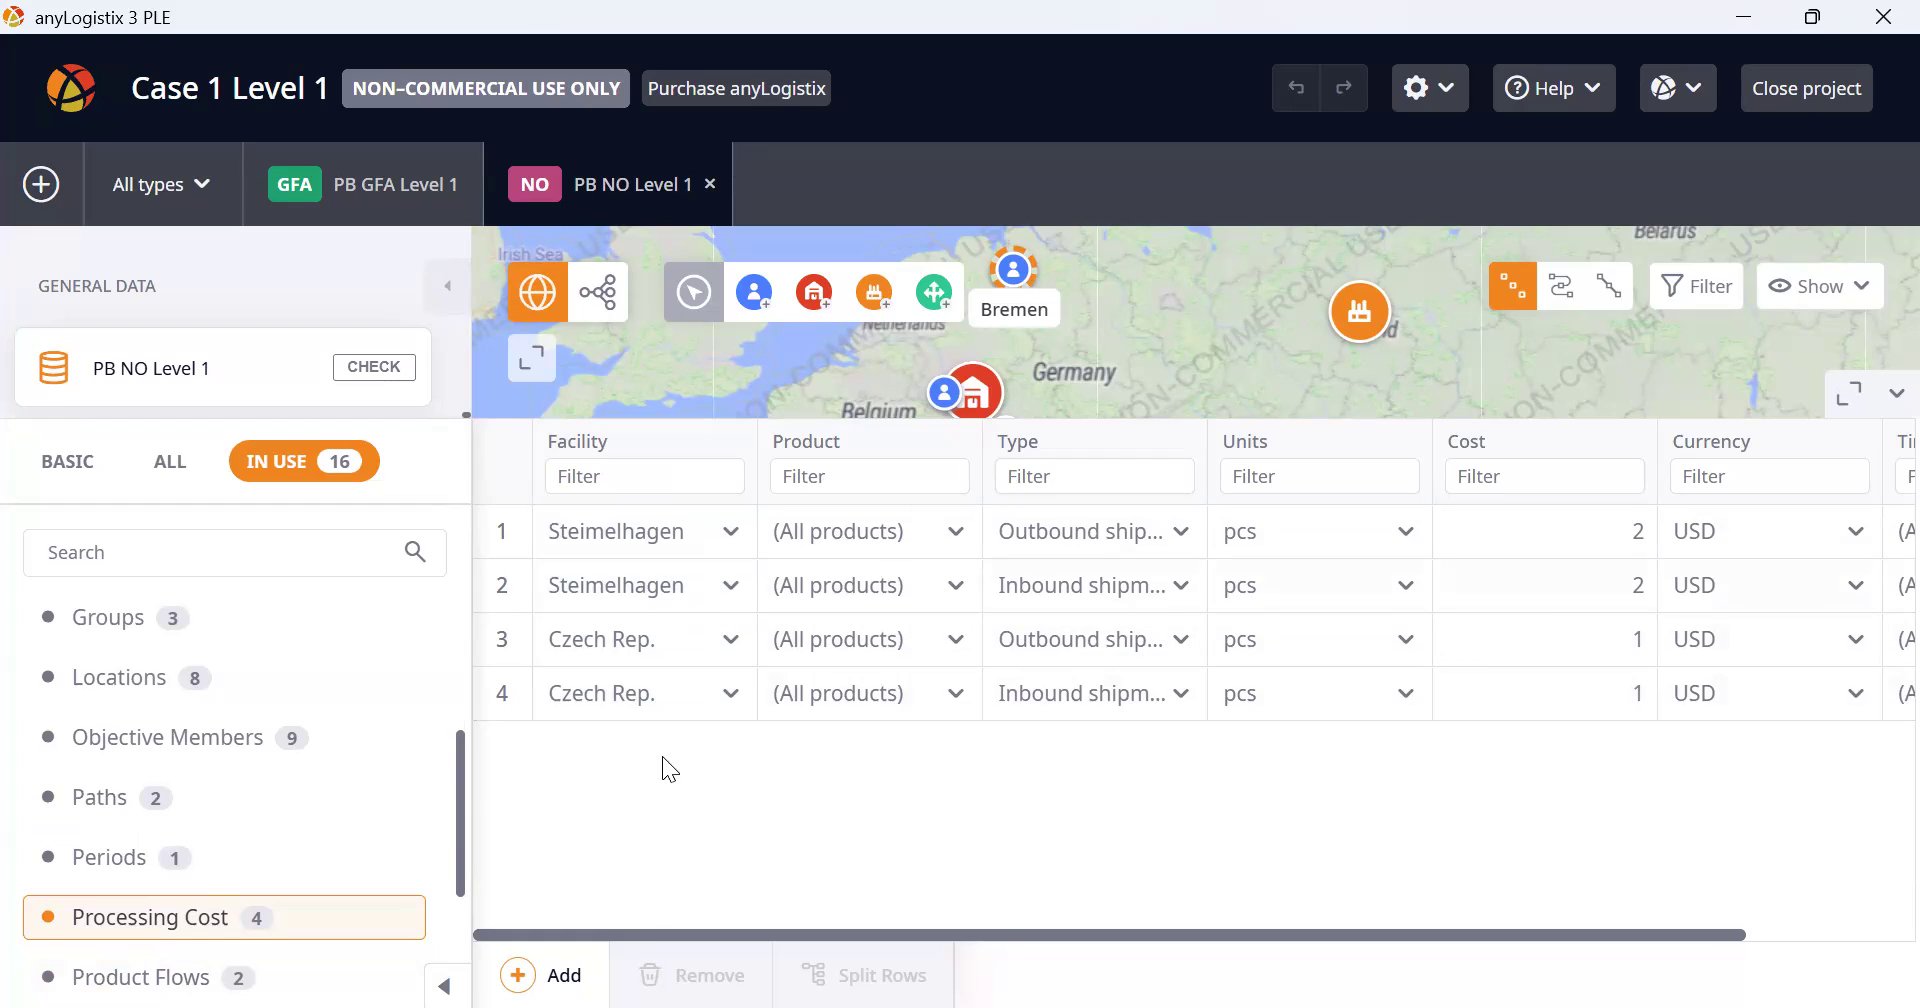 anyLogistix 3 PLE
Case 1 Level 1 NON-COMMERCIAL USE ONLY Purchase anyLogistix Help Close project
All types GFA PB GFA Level 1 NO PB NO Level 1
GENERAL DATA
PB NO Level 1 CHECK
BASIC ALL IN USE 16
Search
Groups 3
Locations 8
Objective Members 9
Paths 2
Periods 1
Processing Cost 4
Product Flows 2
Irish Sea
Belarus
Filter Show
Bremen
Netherlands
Germany
Belgium
Facility Product Type Units Cost Currency
Filter Filter Filter Filter Filter Filter
1 Steimelhagen (All products) Outbound ship... pcs 2 USD (A
2 Steimelhagen (All products) Inbound shipm... pcs 2 USD (A
3 Czech Rep. (All products) Outbound ship... pcs 1 USD (A
4 Czech Rep. (All products) Inbound shipm... pcs 1 USD (A
Add Remove Split Rows